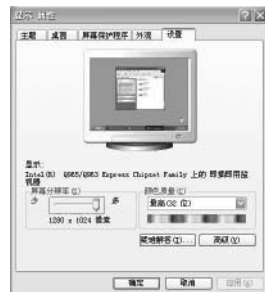 显示 属性
主题 桌面 屏幕保护程序 外观 设置
显示:
Intel(R) Q965/Q963 Express Chipset Family 上的 即插即用监
视器
屏幕分辨率(S)
少 多
1280 x 1024 像素
颜色质量(C)
最高(32 位)
疑难解答(T)... 高级(V)
确定 取消 应用(A)